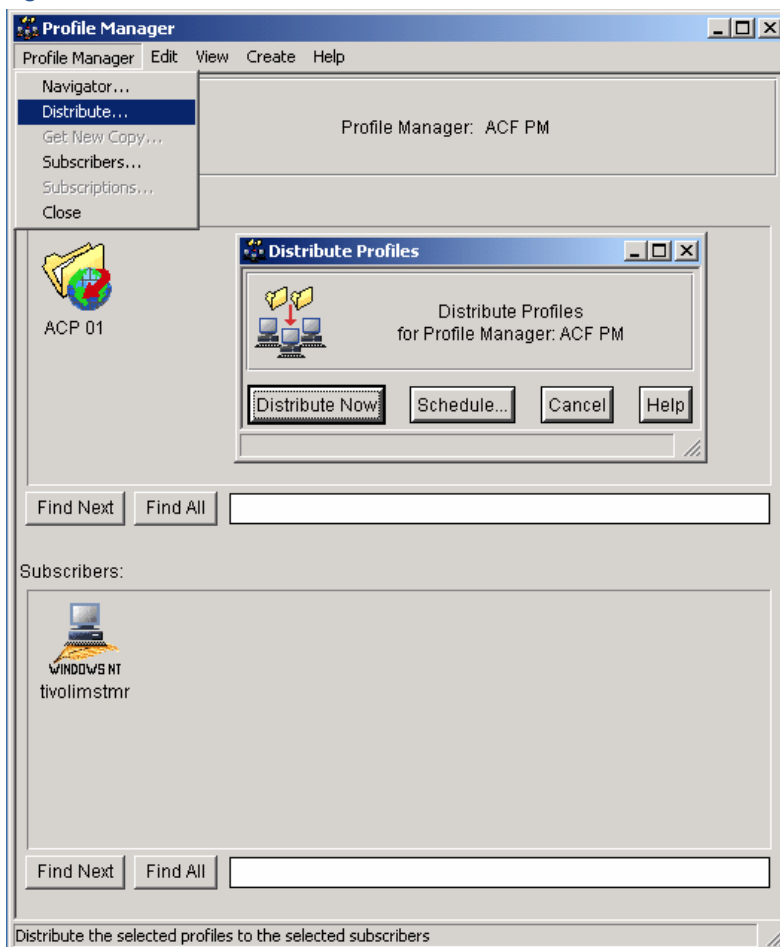 Profile Manager
Profile Manager Edit View Create Help
Navigator...
Distribute...
Get New Copy...
Subscribers...
Subscriptions...
Close
Profile Manager: ACF PM
ACP 01
Distribute Profiles
Distribute Profiles
for Profile Manager: ACF PM
Distribute Now Schedule... Cancel Help
Find Next Find All
Subscribers:
WINDOWS NT
tivolimstmr
Find Next Find All
Distribute the selected profiles to the selected subscribers